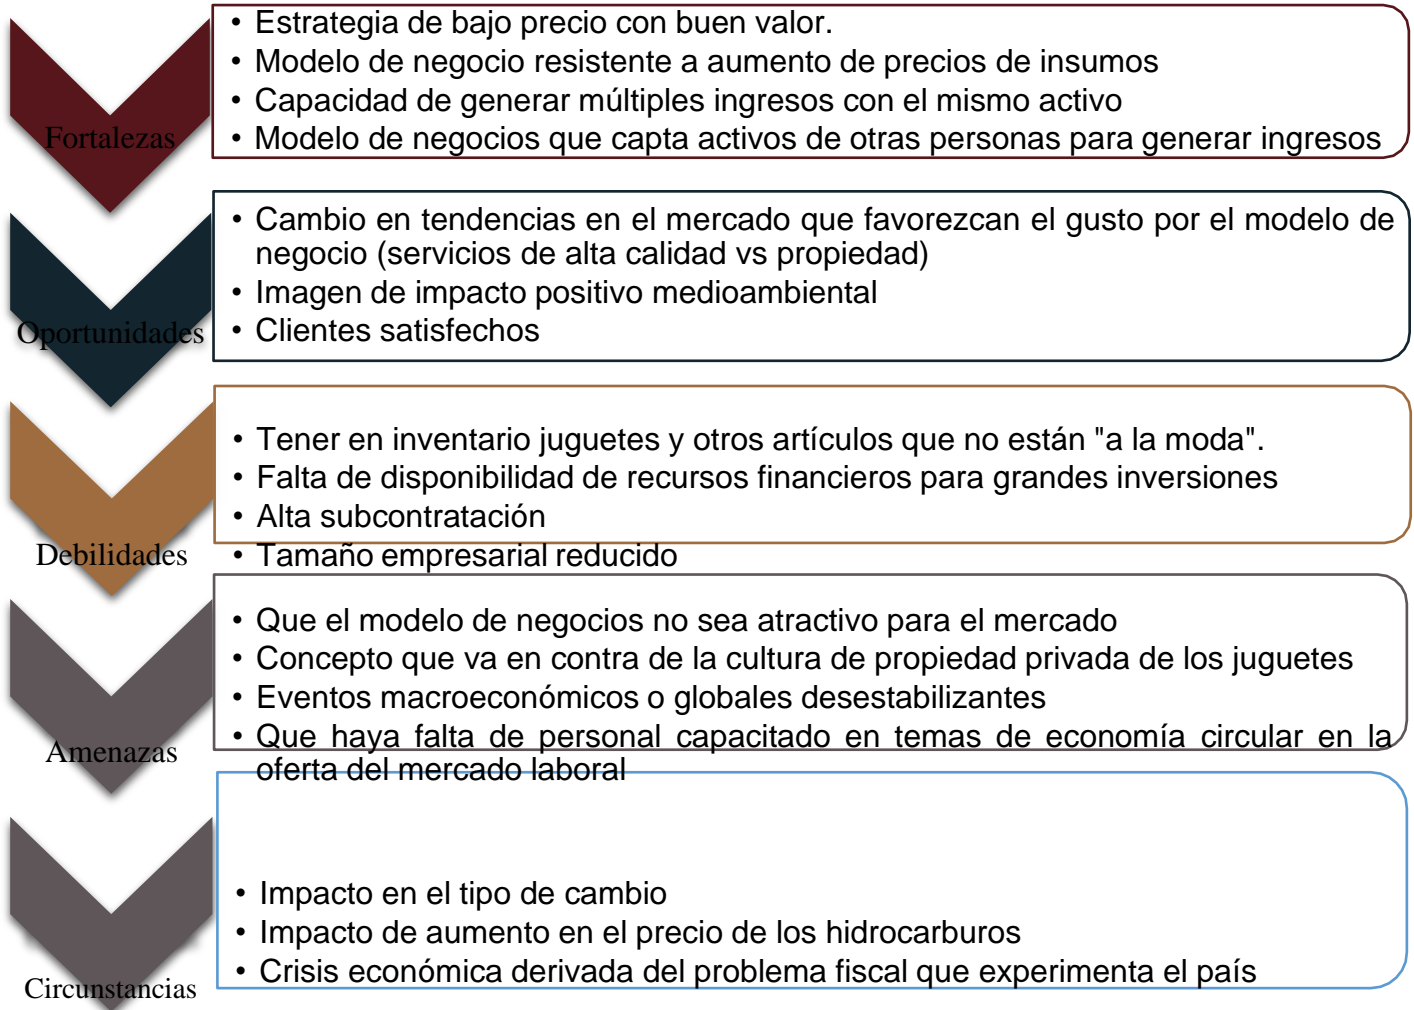 • Estrategia de bajo precio con buen valor.
• Modelo de negocio resistente a aumento de precios de insumos
• Capacidad de generar múltiples ingresos con el mismo activo
Fortalezas
• Modelo de negocios que capta activos de otras personas para generar ingresos
• Cambio en tendencias en el mercado que favorezcan el gusto por el modelo de
negocio (servicios de alta calidad vs propiedad)
• Imagen de impacto positivo medioambiental
Oportunidades
• Clientes satisfechos
• Tener en inventario juguetes y otros artículos que no están "a la moda".
• Falta de disponibilidad de recursos financieros para grandes inversiones
• Alta subcontratación
Debilidades
• Tamaño empresarial reducido
• Que el modelo de negocios no sea atractivo para el mercado
• Concepto que va en contra de la cultura de propiedad privada de los juguetes
• Eventos macroeconómicos o globales desestabilizantes
Amenazas
• Que haya falta de personal capacitado en temas de economía circular en la
oferta del mercado laboral
• Impacto en el tipo de cambio
• Impacto de aumento en el precio de los hidrocarburos
• Crisis económica derivada del problema fiscal que experimenta el país
Circunstancias